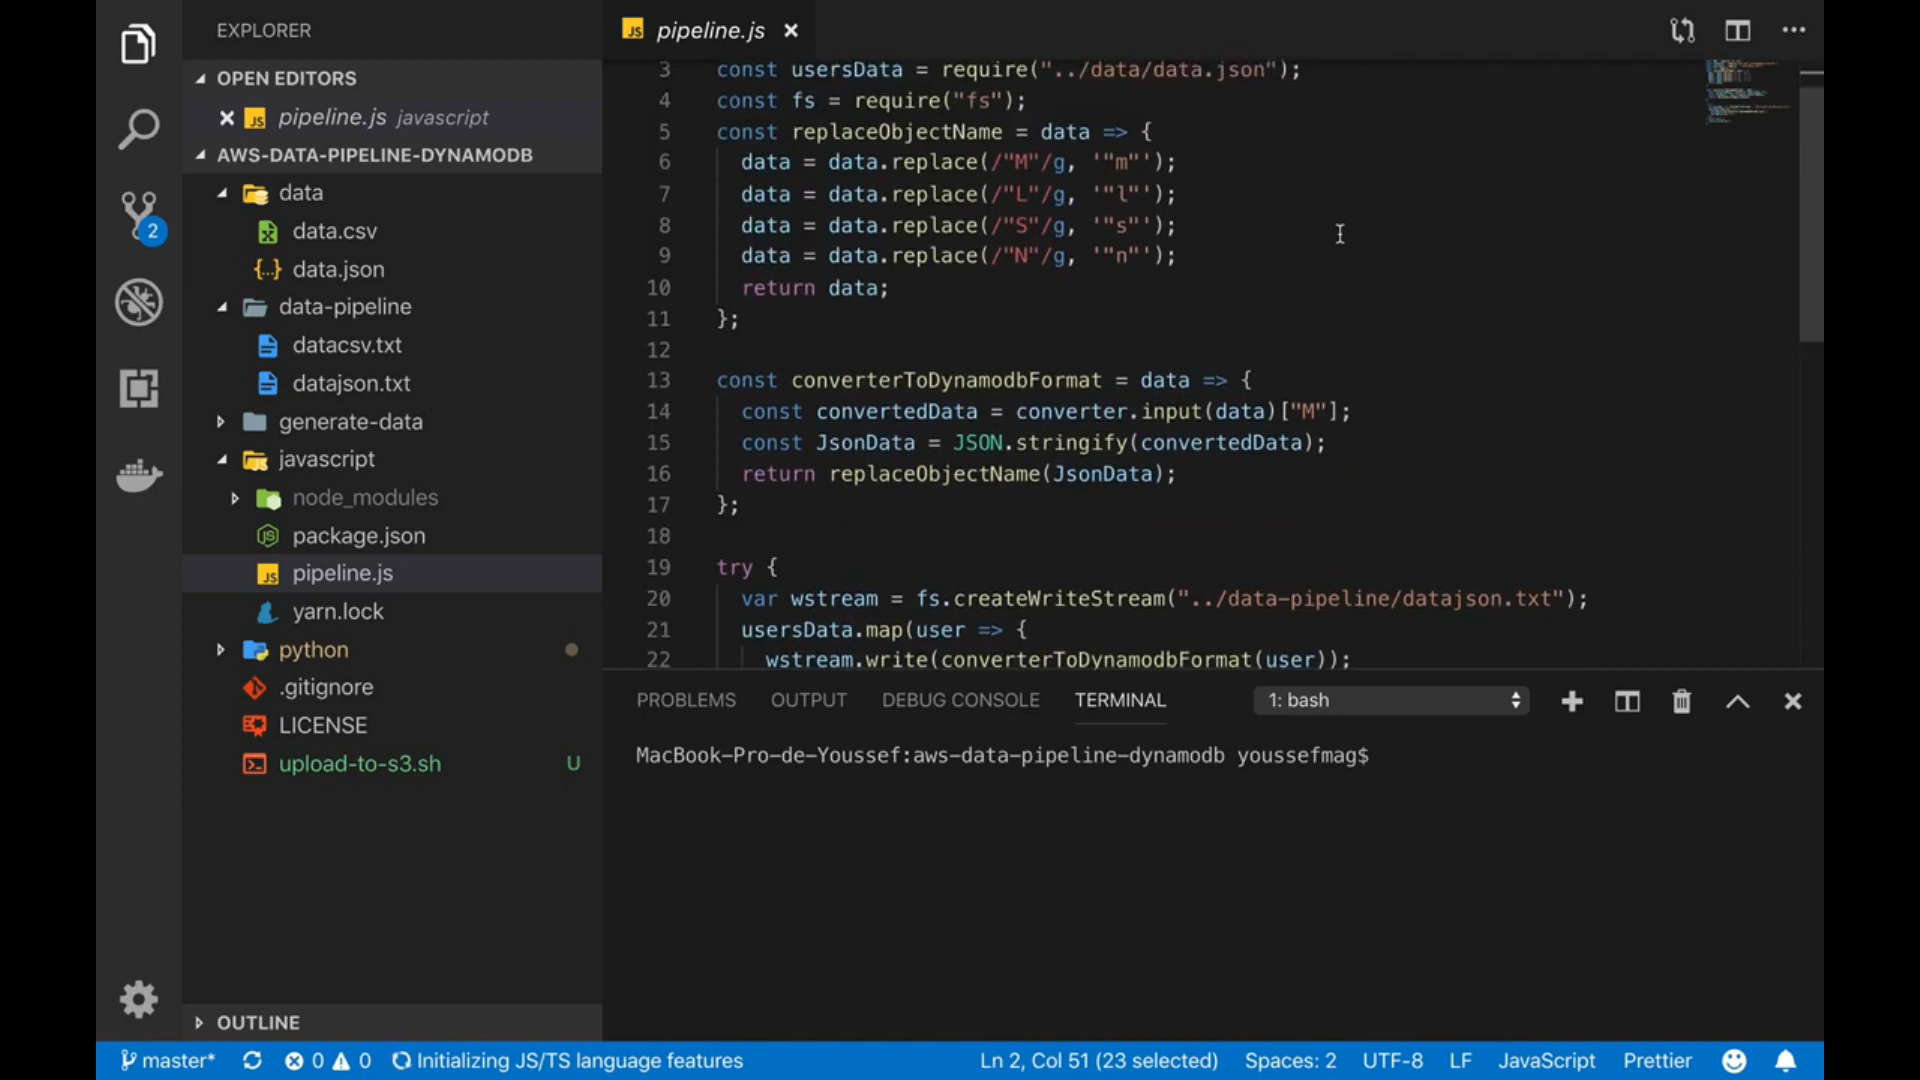 EXPLORER
OPEN EDITORS
pipeline.js javascript
AWS-DATA-PIPELINE-DYNAMODB
data
data.csv
data.json
data-pipeline
datacsv.txt
datajson.txt
generate-data
javascript
node_modules
package.json
pipeline.js
yarn.lock
python
.gitignore
LICENSE
upload-to-s3.sh U
OUTLINE
2
pipeline.js
3 const usersData = require("../data/data.json");
4 const fs = require("fs");
5 const replaceObjectName = data => {
6 data = data.replace(/"M"/g, '"m"');
7 data = data.replace(/"L"/g, '"l"');
8 data = data.replace(/"S"/g, '"s"');
9 data = data.replace(/"N"/g, '"n"');
10 return data;
11 };
12
13 const converterToDynamodbFormat = data => {
14 const convertedData = converter.input(data)["M"];
15 const JsonData = JSON.stringify(convertedData);
16 return replaceObjectName(JsonData);
17 };
18
19 try {
20 var wstream = fs.createWriteStream("../data-pipeline/datajson.txt");
21 usersData.map(user => {
22 wstream.write(converterToDynamodbFormat(user));
PROBLEMS OUTPUT DEBUG CONSOLE TERMINAL 1: bash
MacBook-Pro-de-Youssef:aws-data-pipeline-dynamodb youssefmag$
master* 0 0 Initializing JS/TS language features Ln 2, Col 51 (23 selected) Spaces: 2 UTF-8 LF JavaScript Prettier